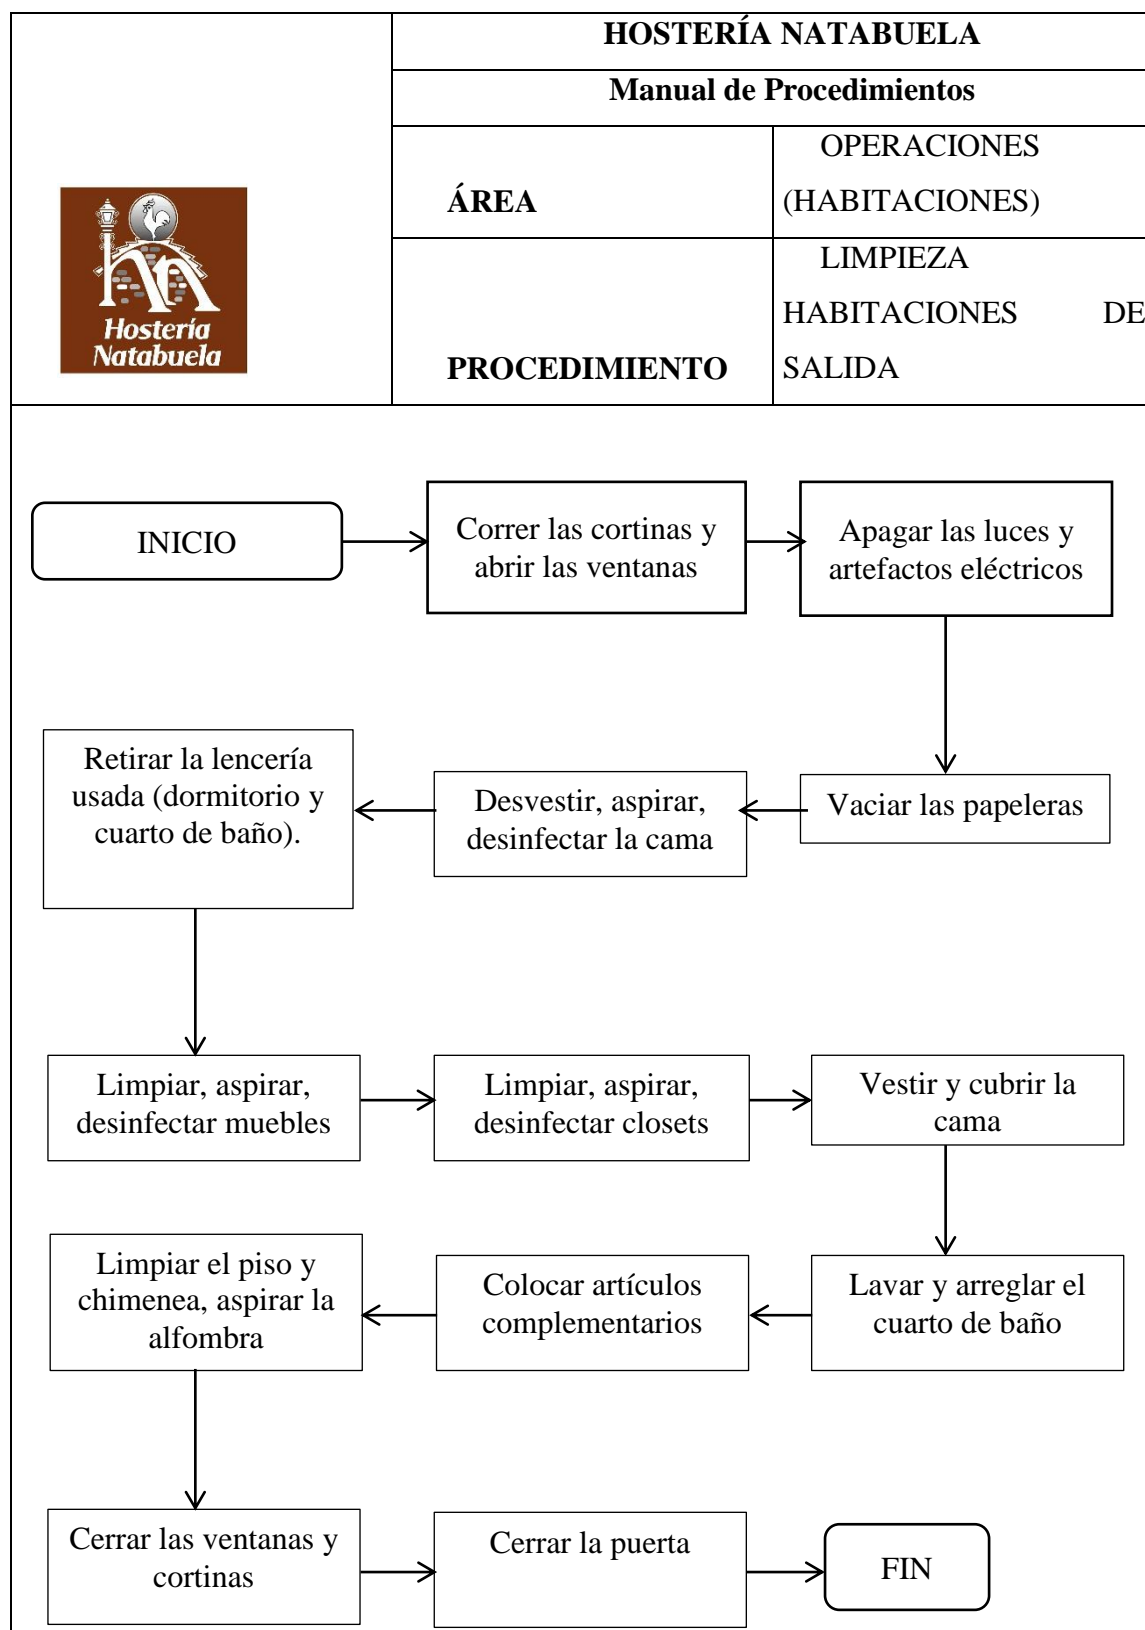 HOSTERÍA NATABUELA
Manual de Procedimientos
ÁREA
OPERACIONES
(HABITACIONES)
Hostería
Natabuela
PROCEDIMIENTO
LIMPIEZA
HABITACIONES DE
SALIDA
INICIO
Correr las cortinas y
abrir las ventanas
Apagar las luces y
artefactos eléctricos
Vaciar las papeleras
Desvestir, aspirar,
desinfectar la cama
Retirar la lencería
usada (dormitorio y
cuarto de baño).
Limpiar, aspirar,
desinfectar muebles
Limpiar, aspirar,
desinfectar closets
Vestir y cubrir la
cama
Lavar y arreglar el
cuarto de baño
Colocar artículos
complementarios
Limpiar el piso y
chimenea, aspirar la
alfombra
Cerrar las ventanas y
cortinas
Cerrar la puerta
FIN